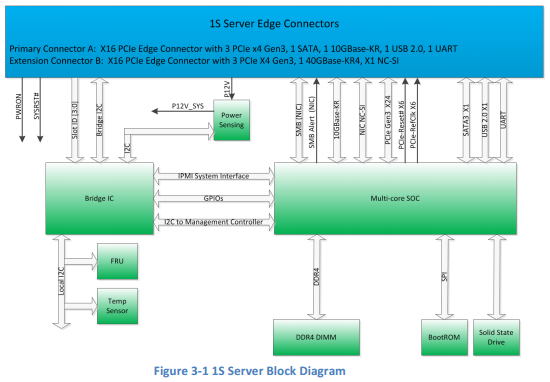 1S Server Edge Connectors
Primary Connector A: X16 PCIe Edge Connector with 3 PCIe x4 Gen3, 1 SATA, 1 10GBase-KR, 1 USB 2.0, 1 UART
Extension Connector B: X16 PCIe Edge Connector with 3 PCIe X4 Gen3, 1 40GBase-KR4, X1 NC-SI
PWRON
SYSRST#
Slot ID [3:0]
Bridge I2C
I2C
P12V_SYS
P12V
Power
Sensing
SMB (NIC)
SMB Alert (NIC)
10GBase-KR
NIC NC-SI
PCIe Gen3 X24
PCIe-Reset# X6
PCIe-RefClk X6
SATA3 X1
USB 2.0 X1
UART
Bridge IC
IPMI System Interface
GPIOs
I2C to Management Controller
Multi-core SOC
Local I2C
FRU
Temp
Sensor
DDR4
SPI
DDR4 DIMM
BootROM
Solid State
Drive
Figure 3-1 1S Server Block Diagram